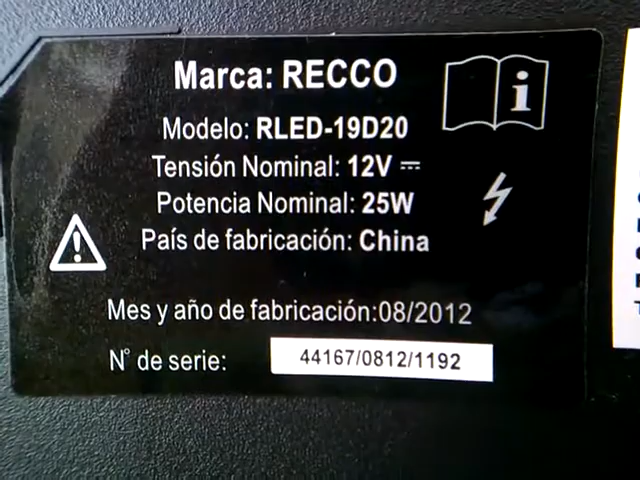 Marca: RECCO
Modelo: RLED-19D20
Tensión Nominal: 12V ⎓
Potencia Nominal: 25W
País de fabricación: China
Mes y año de fabricación:08/2012
N° de serie: 44167/0812/1192